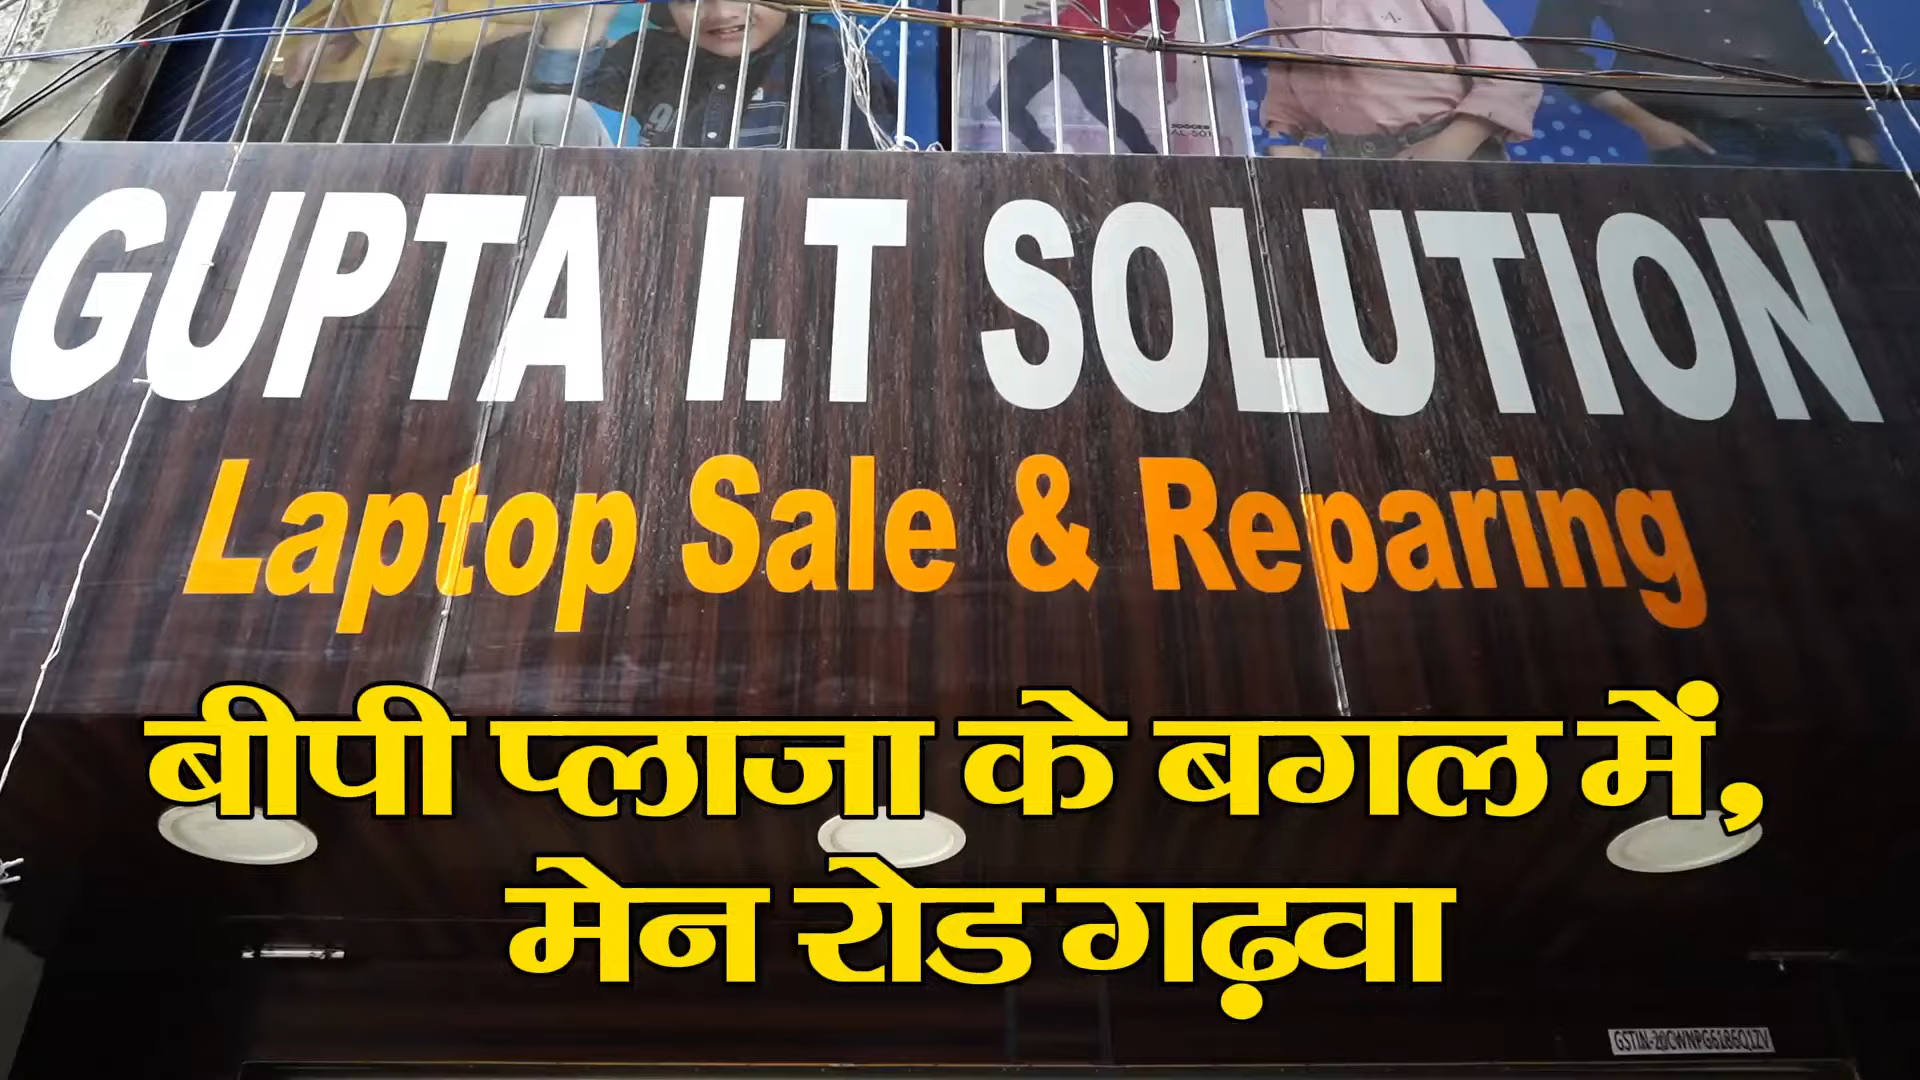 GUPTA I.T SOLUTION
Laptop Sale & Reparing
बीपी प्लाजा के बगल में,
मेन रोड गढ़वा